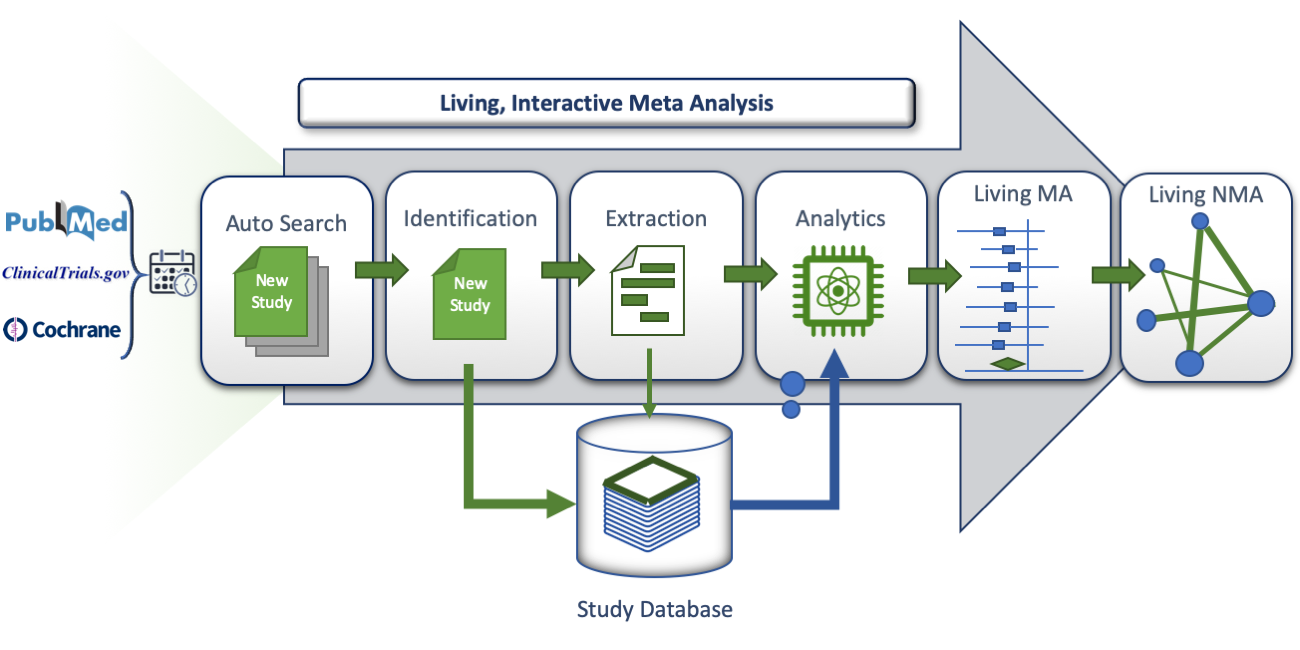 Living, Interactive Meta Analysis
PubMed
ClinicalTrials.gov
Cochrane
Auto Search
New
Study
Identification
New
Study
Extraction
Analytics
Living MA
Living NMA
Study Database